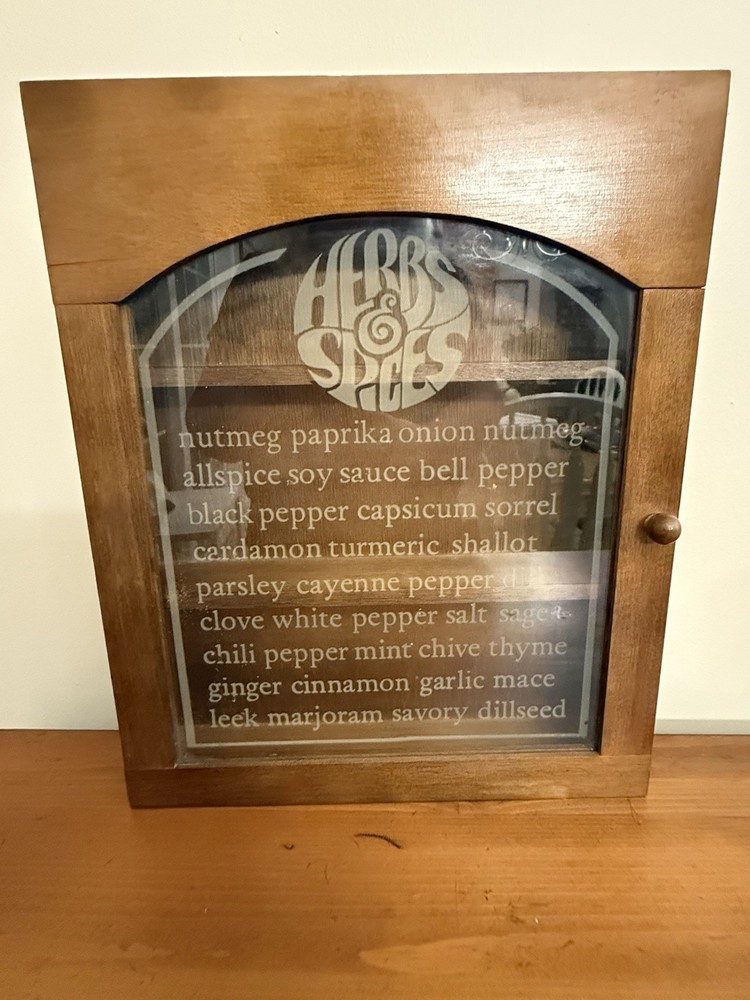 HERBS
&
SPICES
nutmeg paprika onion nutmeg
allspice soy sauce bell pepper
black pepper capsicum sorrel
cardamon turmeric shallot
parsley cayenne pepper
clove white pepper salt sage
chili pepper mint chive thyme
ginger cinnamon garlic mace
leek marjoram savory dillseed